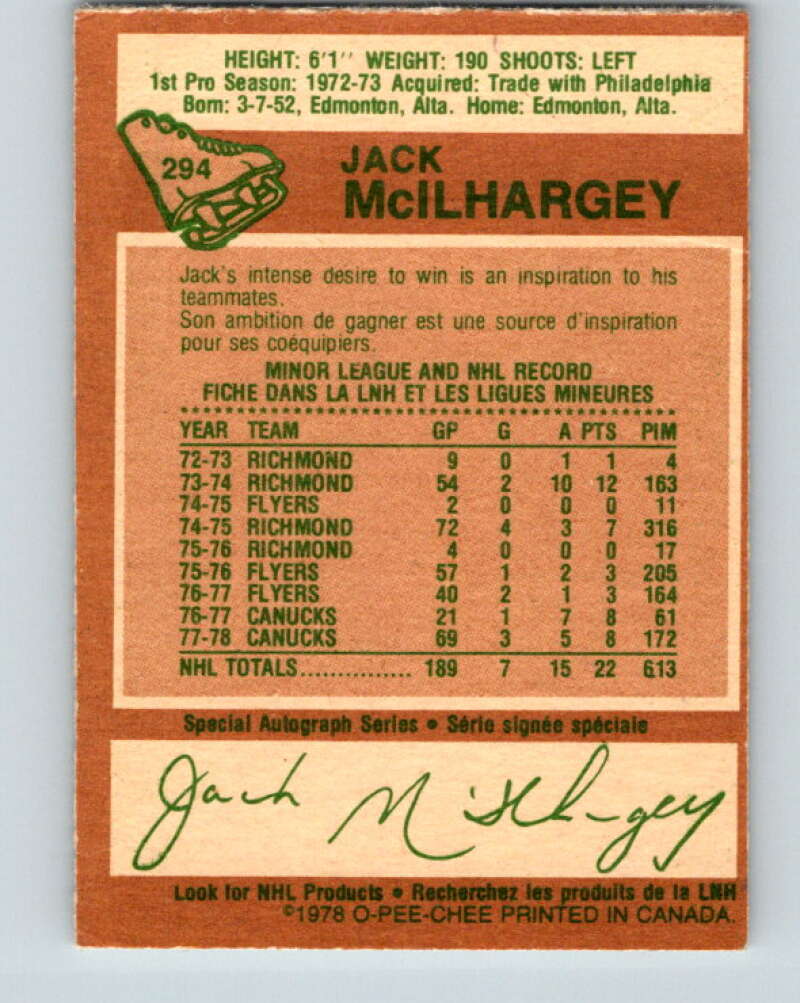 HEIGHT: 6'1'' WEIGHT: 190 SHOOTS: LEFT
1st Pro Season: 1972-73 Acquired: Trade with Philadelphia
Born: 3-7-52, Edmonton, Alta. Home: Edmonton, Alta.
294
JACK
McILHARGEY
Jack's intense desire to win is an inspiration to his
teammates.
Son ambition de gagner est une source d'inspiration
pour ses coéquipiers.
MINOR LEAGUE AND NHL RECORD
FICHE DANS LA LNH ET LES LIGUES MINEURES
YEAR TEAM GP G A PTS PIM
72-73 RICHMOND 9 0 1 1 4
73-74 RICHMOND 54 2 10 12 163
74-75 FLYERS 2 0 0 0 11
74-75 RICHMOND 72 4 3 7 316
75-76 RICHMOND 4 0 0 0 17
75-76 FLYERS 57 1 2 3 205
76-77 FLYERS 40 2 1 3 164
76-77 CANUCKS 21 1 7 8 61
77-78 CANUCKS 69 3 5 8 172
NHL TOTALS............... 189 7 15 22 613
Special Autograph Series • Série signée spéciale
Jack McIlhargey
Look for NHL Products • Recherchez les produits de la LNH
©1978 O-PEE-CHEE PRINTED IN CANADA.